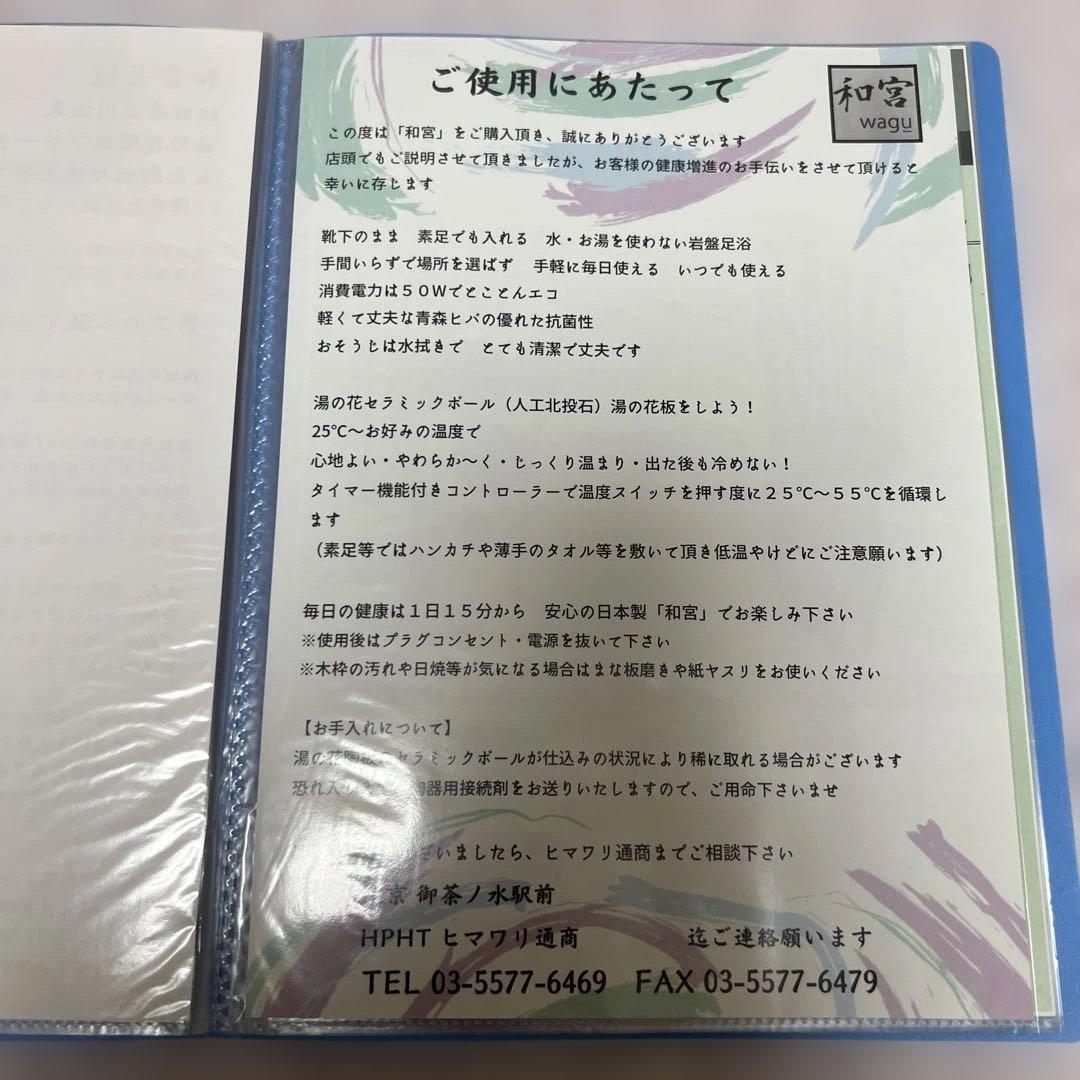 ご使用にあたって
和宮
wagu
この度は「和宮」をご購入頂き、誠にありがとうございます
店頭でもご説明させて頂きましたが、お客様の健康増進のお手伝いをさせて頂けると
幸いに存じます
靴下のまま　素足でも入れる　水・お湯を使わない岩盤足浴
手間いらずで場所を選ばず　手軽に毎日使える　いつでも使える
消費電力は５０Ｗでとことんエコ
軽くて丈夫な青森ヒバの優れた抗菌性
おそうじは水拭きで　とても清潔で丈夫です
湯の花セラミックボール（人工北投石）湯の花板をしよう！
25℃～お好みの温度で
心地よい・やわらか～く・じっくり温まり・出た後も冷めない！
タイマー機能付きコントローラーで温度スイッチを押す度に２５℃～５５℃を循環し
ます
（素足等ではハンカチや薄手のタオル等を敷いて頂き低温やけどにご注意願います）
毎日の健康は１日１５分から　安心の日本製「和宮」でお楽しみ下さい
※使用後はプラグコンセント・電源を抜いて下さい
※木枠の汚れや日焼等が気になる場合はまな板磨きや紙ヤスリをお使いください
【お手入れについて】
湯の花陶板のセラミックボールが仕込みの状況により稀に取れる場合がございます
恐れ入 陶器用接続剤をお送りいたしますので、ご用命下さいませ
ざいましたら、ヒマワリ通商までご相談下さい
京 御茶ノ水駅前
HPHT ヒマワリ通商　　　迄ご連絡願います
TEL 03-5577-6469　FAX 03-5577-6479